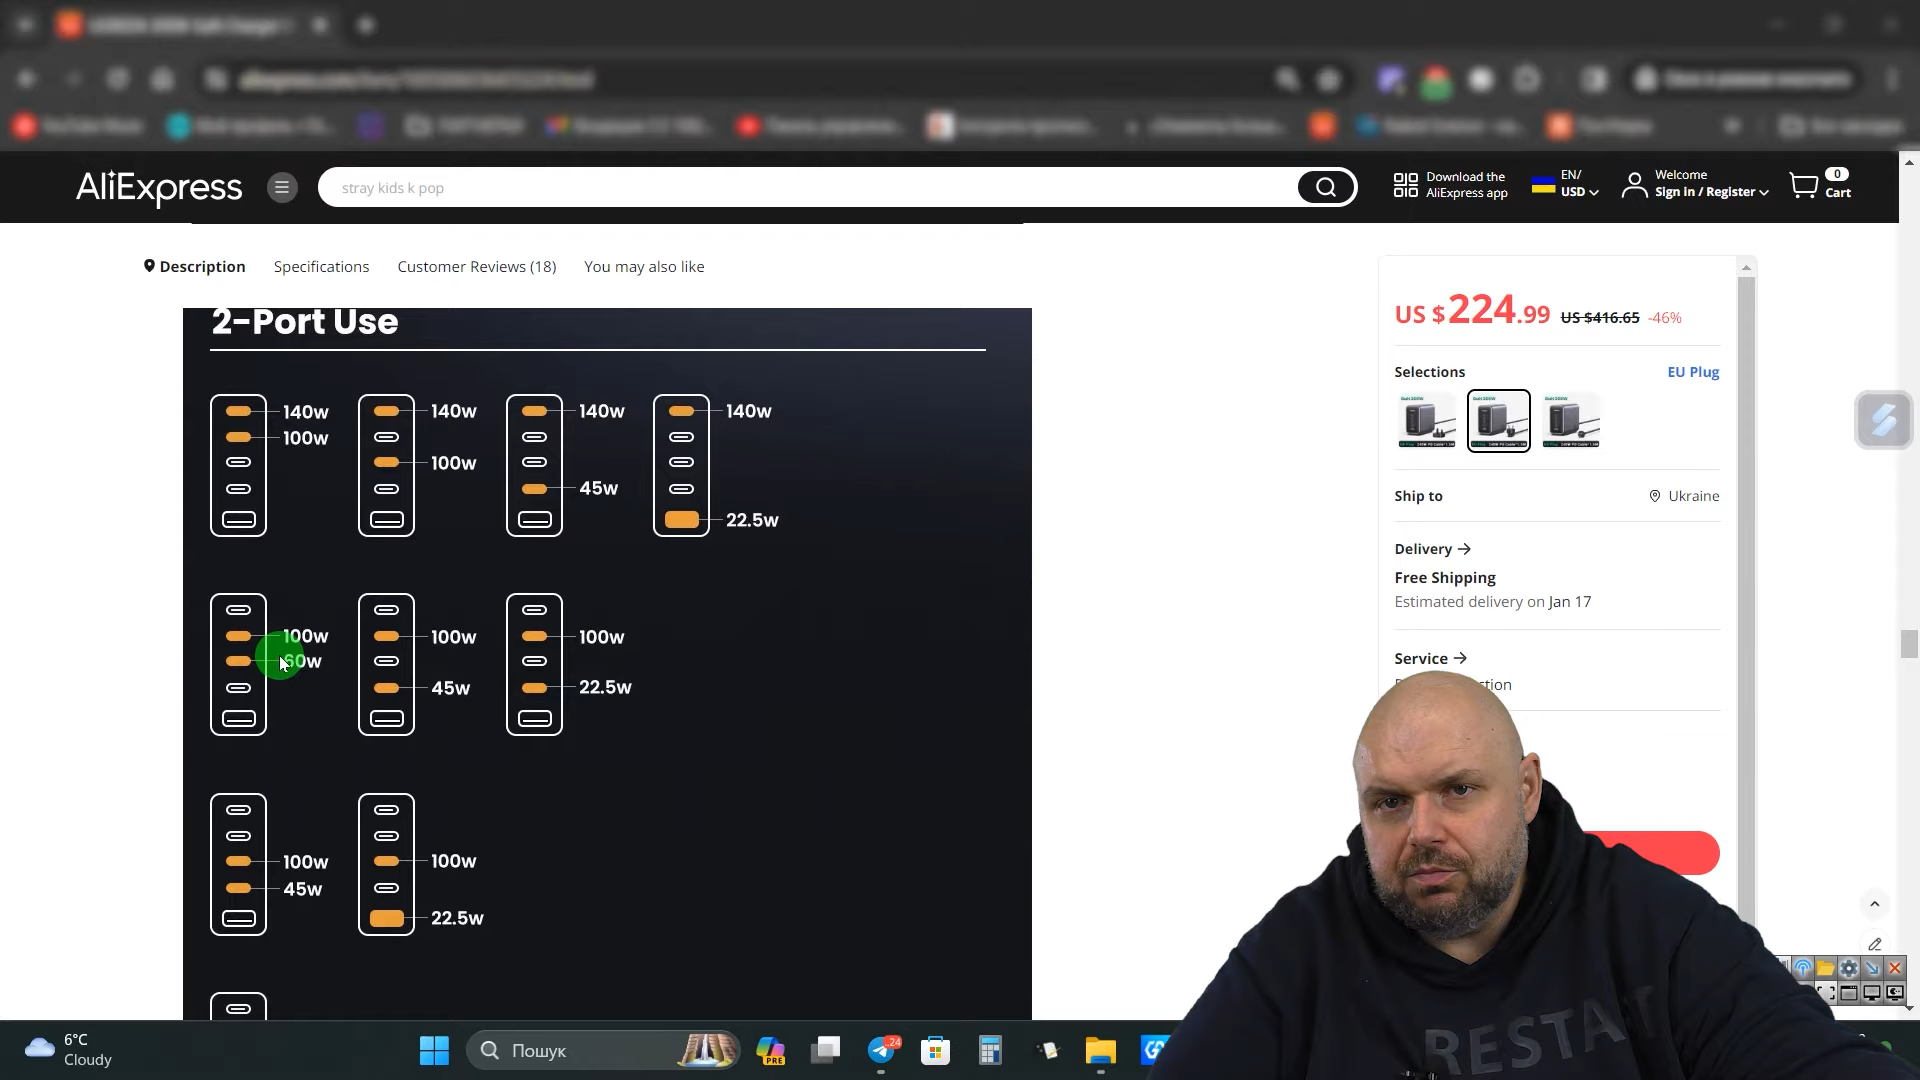 AliExpress
stray kids k pop
Download the
AliExpress app
EN/
USD
Welcome
Sign in / Register
0
Cart
Description
Specifications
Customer Reviews (18)
You may also like
2-Port Use
140w
100w
140w
100w
140w
45w
140w
22.5w
100w
60w
100w
45w
100w
22.5w
100w
45w
100w
22.5w
US $224.99 US $416.65 -46%
Selections
EU Plug
Ship to
Ukraine
Delivery
Free Shipping
Estimated delivery on Jan 17
Service
6°C
Cloudy
Пошук
PRE
RESTAT